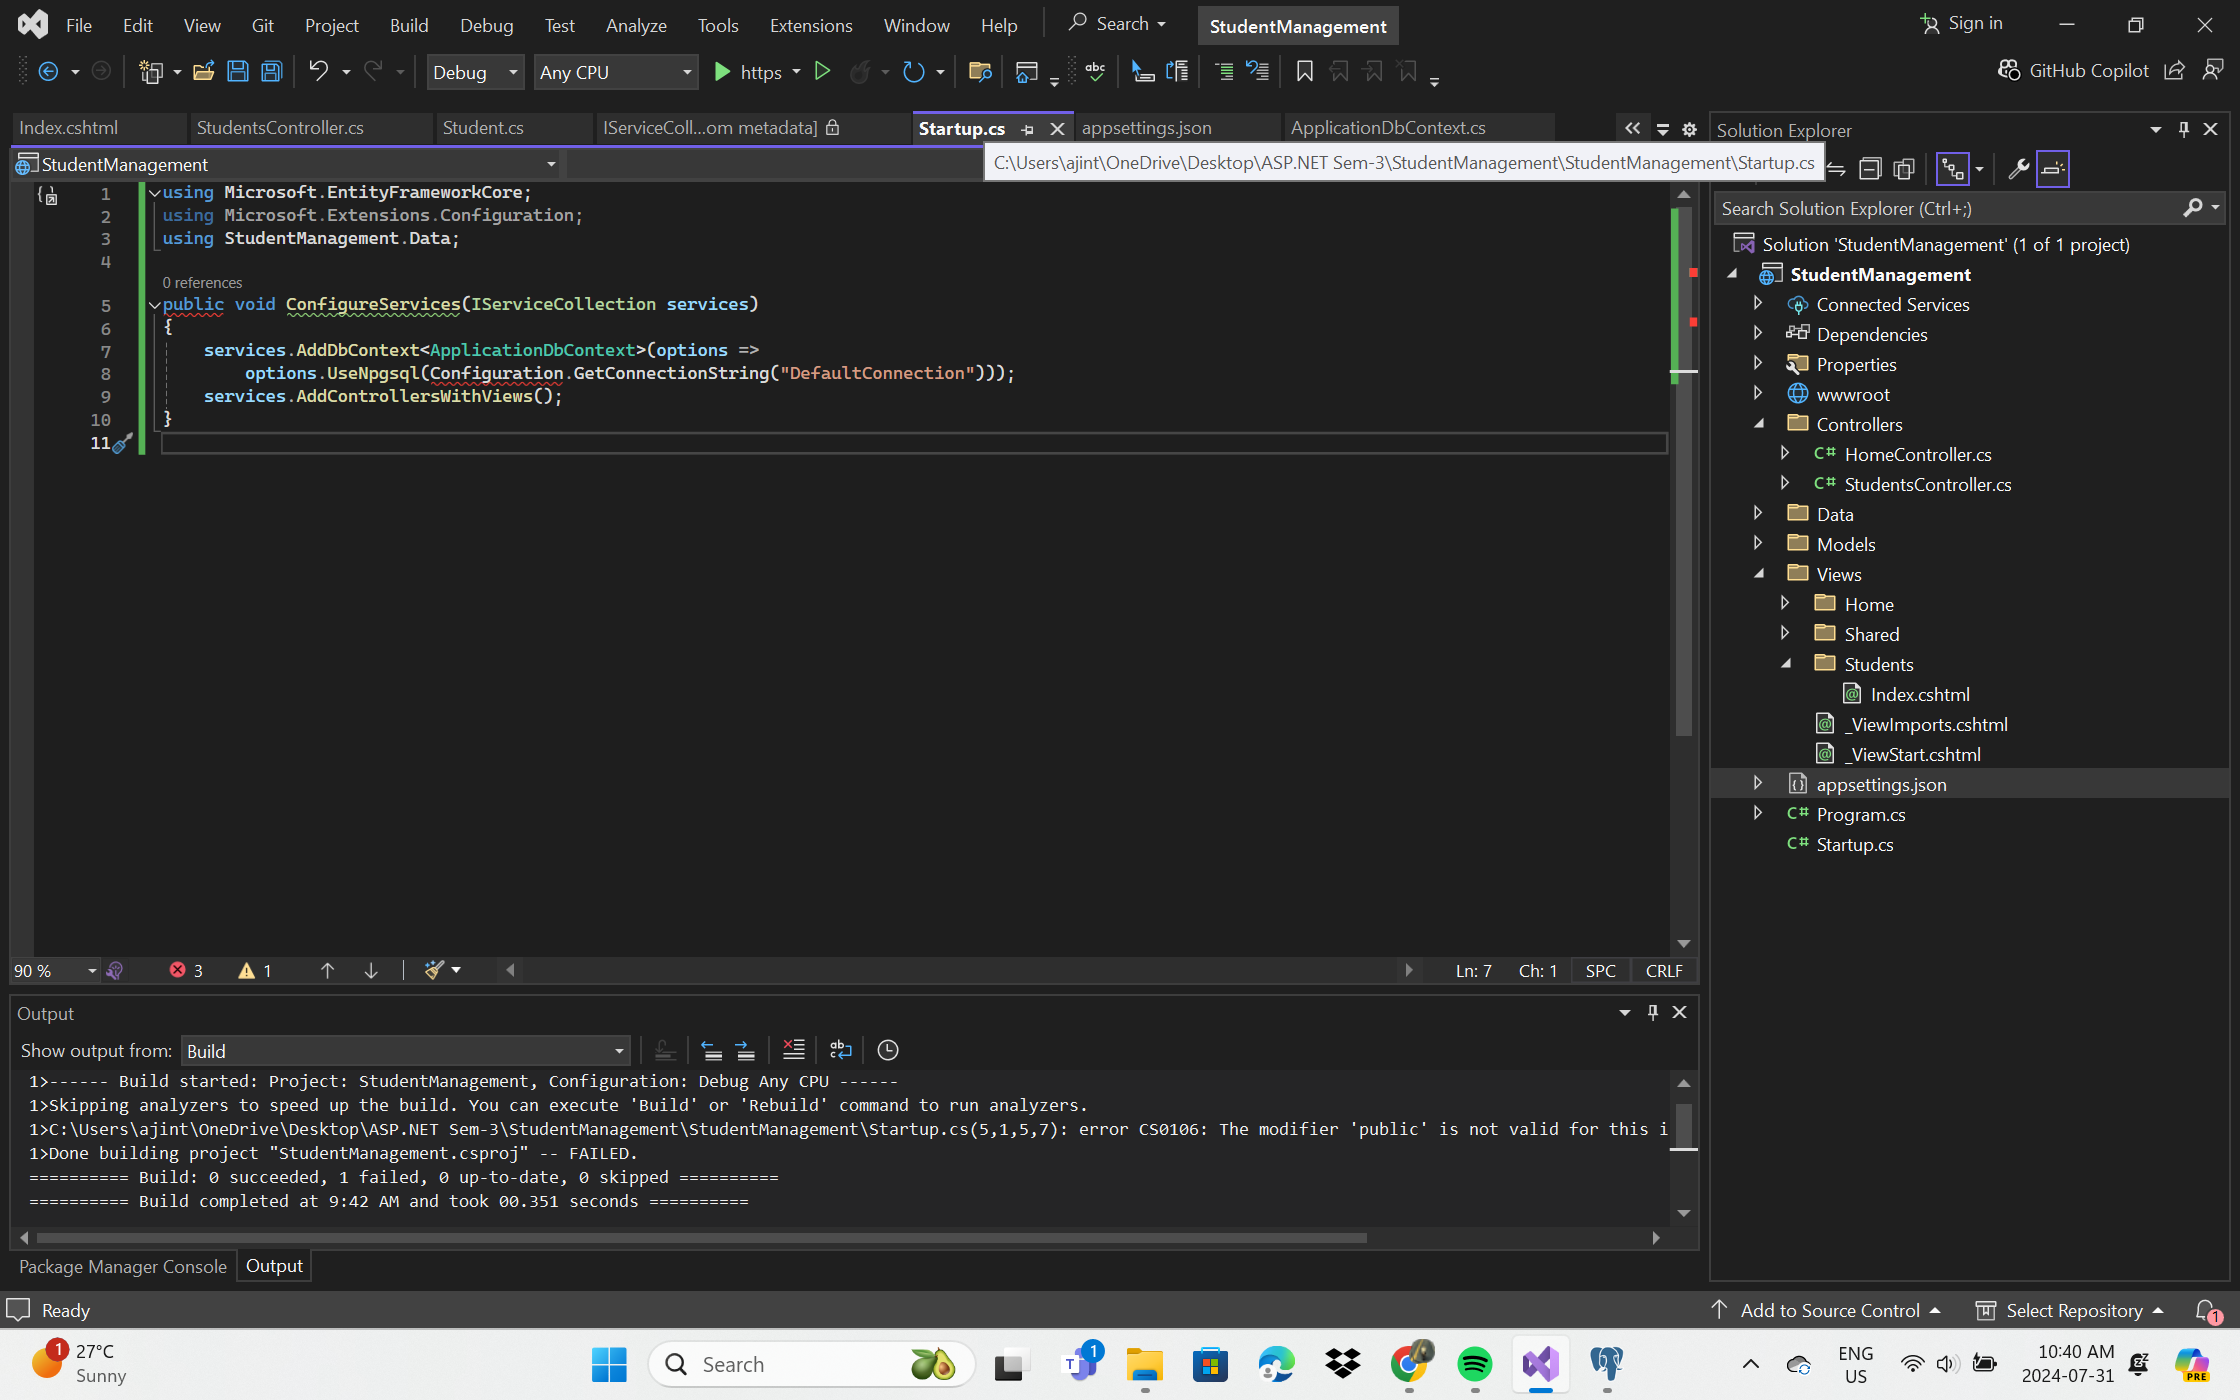 File Edit View Git Project Build Debug Test Analyze Tools Extensions Window Help Search StudentManagement Sign in
Debug Any CPU https GitHub Copilot
Index.cshtml StudentsController.cs Student.cs IServiceColl...om metadata] Startup.cs appsettings.json ApplicationDbContext.cs
StudentManagement
C:\Users\ajint\OneDrive\Desktop\ASP.NET Sem-3\StudentManagement\StudentManagement\Startup.cs
1 using Microsoft.EntityFrameworkCore;
2 using Microsoft.Extensions.Configuration;
3 using StudentManagement.Data;
4
0 references
5 public void ConfigureServices(IServiceCollection services)
6 {
7 services.AddDbContext<ApplicationDbContext>(options =>
8 options.UseNpgsql(Configuration.GetConnectionString("DefaultConnection")));
9 services.AddControllersWithViews();
10 }
11
90 % 3 1 Ln: 7 Ch: 1 SPC CRLF
Output
Show output from: Build
1>------ Build started: Project: StudentManagement, Configuration: Debug Any CPU ------
1>Skipping analyzers to speed up the build. You can execute 'Build' or 'Rebuild' command to run analyzers.
1>C:\Users\ajint\OneDrive\Desktop\ASP.NET Sem-3\StudentManagement\StudentManagement\Startup.cs(5,1,5,7): error CS0106: The modifier 'public' is not valid for this i
1>Done building project "StudentManagement.csproj" -- FAILED.
========== Build: 0 succeeded, 1 failed, 0 up-to-date, 0 skipped ==========
========== Build completed at 9:42 AM and took 00.351 seconds ==========
Package Manager Console Output
Solution Explorer
Search Solution Explorer (Ctrl+;)
Solution 'StudentManagement' (1 of 1 project)
StudentManagement
Connected Services
Dependencies
Properties
wwwroot
Controllers
C# HomeController.cs
C# StudentsController.cs
Data
Models
Views
Home
Shared
Students
Index.cshtml
_ViewImports.cshtml
_ViewStart.cshtml
appsettings.json
C# Program.cs
C# Startup.cs
Ready Add to Source Control Select Repository 1
1 27°C
Sunny
Search
1
ENG
US
10:40 AM
2024-07-31
PRE